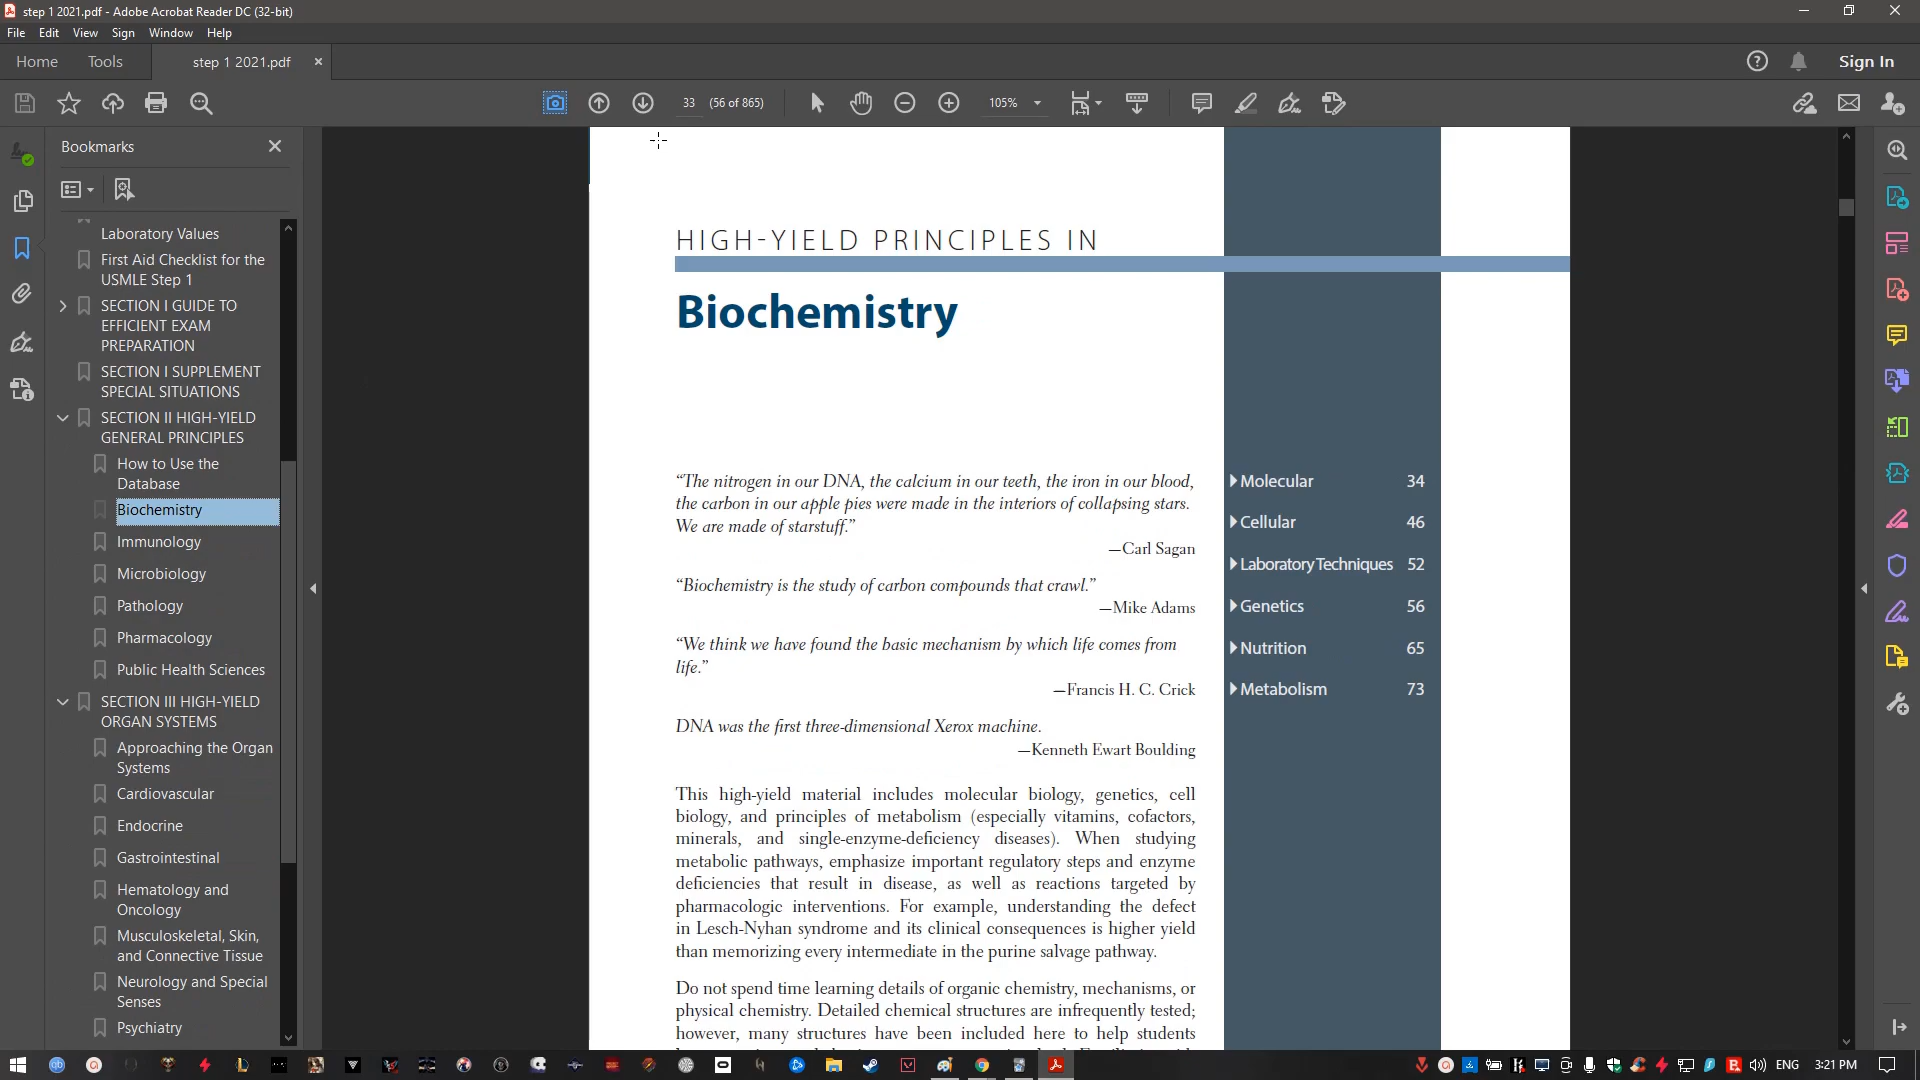 step 1 2021.pdf - Adobe Acrobat Reader DC (32-bit)
File Edit View Sign Window Help
Home Tools step 1 2021.pdf Sign In
33 (56 of 865) 105%
Bookmarks
Laboratory Values
First Aid Checklist for the
USMLE Step 1
SECTION I GUIDE TO
EFFICIENT EXAM
PREPARATION
SECTION I SUPPLEMENT
SPECIAL SITUATIONS
SECTION II HIGH-YIELD
GENERAL PRINCIPLES
How to Use the
Database
Biochemistry
Immunology
Microbiology
Pathology
Pharmacology
Public Health Sciences
SECTION III HIGH-YIELD
ORGAN SYSTEMS
Approaching the Organ
Systems
Cardiovascular
Endocrine
Gastrointestinal
Hematology and
Oncology
Musculoskeletal, Skin,
and Connective Tissue
Neurology and Special
Senses
Psychiatry
HIGH-YIELD PRINCIPLES IN
Biochemistry
“The nitrogen in our DNA, the calcium in our teeth, the iron in our blood,
the carbon in our apple pies were made in the interiors of collapsing stars.
We are made of starstuff.”
—Carl Sagan
“Biochemistry is the study of carbon compounds that crawl.”
—Mike Adams
“We think we have found the basic mechanism by which life comes from
life.”
—Francis H. C. Crick
DNA was the first three-dimensional Xerox machine.
—Kenneth Ewart Boulding
This high-yield material includes molecular biology, genetics, cell
biology, and principles of metabolism (especially vitamins, cofactors,
minerals, and single-enzyme-deficiency diseases). When studying
metabolic pathways, emphasize important regulatory steps and enzyme
deficiencies that result in disease, as well as reactions targeted by
pharmacologic interventions. For example, understanding the defect
in Lesch-Nyhan syndrome and its clinical consequences is higher yield
than memorizing every intermediate in the purine salvage pathway.
Do not spend time learning details of organic chemistry, mechanisms, or
physical chemistry. Detailed chemical structures are infrequently tested;
however, many structures have been included here to help students
Molecular 34
Cellular 46
Laboratory Techniques 52
Genetics 56
Nutrition 65
Metabolism 73
ENG 3:21 PM